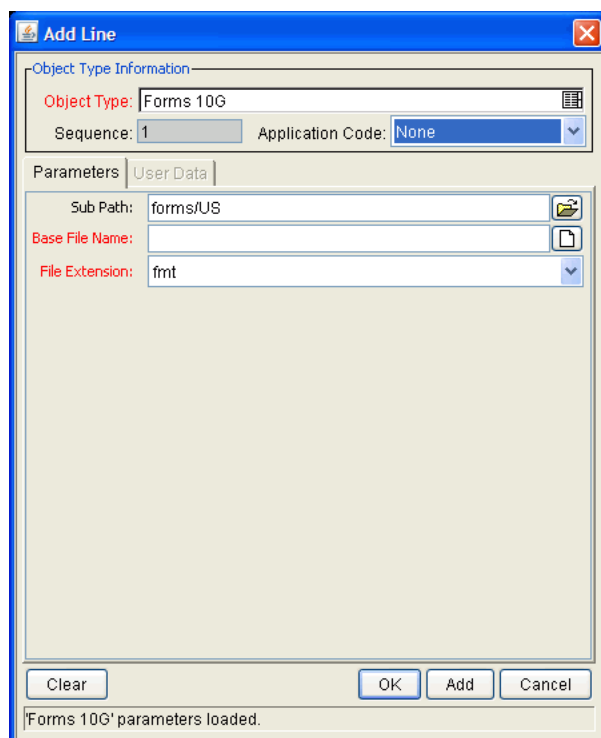 Add Line
Object Type Information
Object Type: Forms 10G
Sequence: 1 Application Code: None
Parameters User Data
Sub Path: forms/US
Base File Name:
File Extension: fmt
Clear OK Add Cancel
'Forms 10G' parameters loaded.